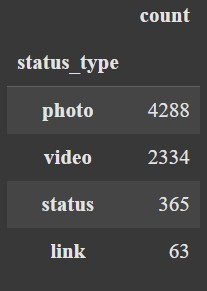 count
status_type
photo 4288
video 2334
status 365
link 63